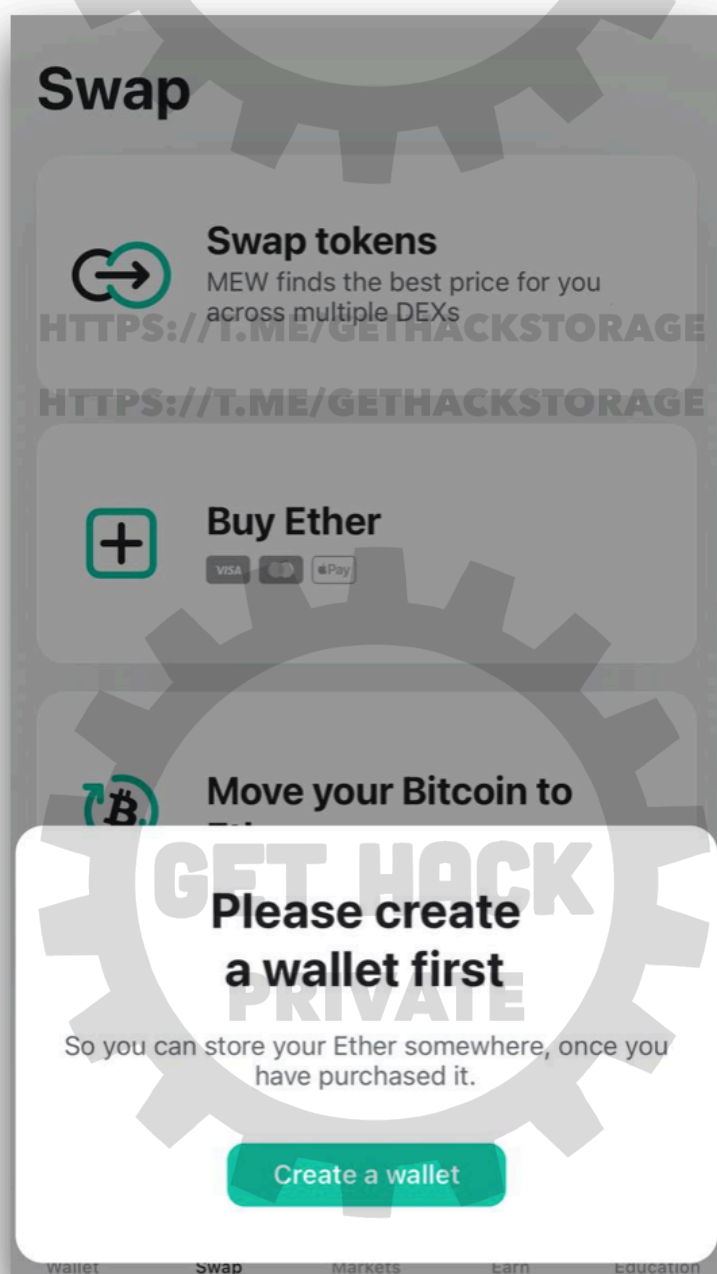 Swap
Swap tokens
MEW finds the best price for you
across multiple DEXs
HTTPS://T.ME/GETHACKSTORAGE
HTTPS://T.ME/GETHACKSTORAGE
Buy Ether
VISA
Pay
Move your Bitcoin to
GET HACK
Please create
a wallet first
PRIVATE
So you can store your Ether somewhere, once you
have purchased it.
Create a wallet
Wallet Swap Markets Earn Education